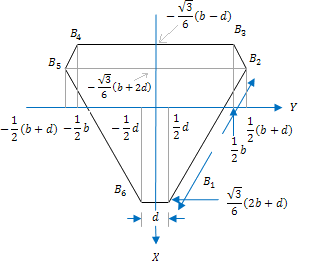 -√3/6 (b − d)
B₄
B₃
B₅
B₂
-√3/6 (b + 2d)
Y
-1/2 (b + d)
-1/2 b
-1/2 d
1/2 d
1/2 b
1/2 (b + d)
B₆
B₁
√3/6 (2b + d)
d
X